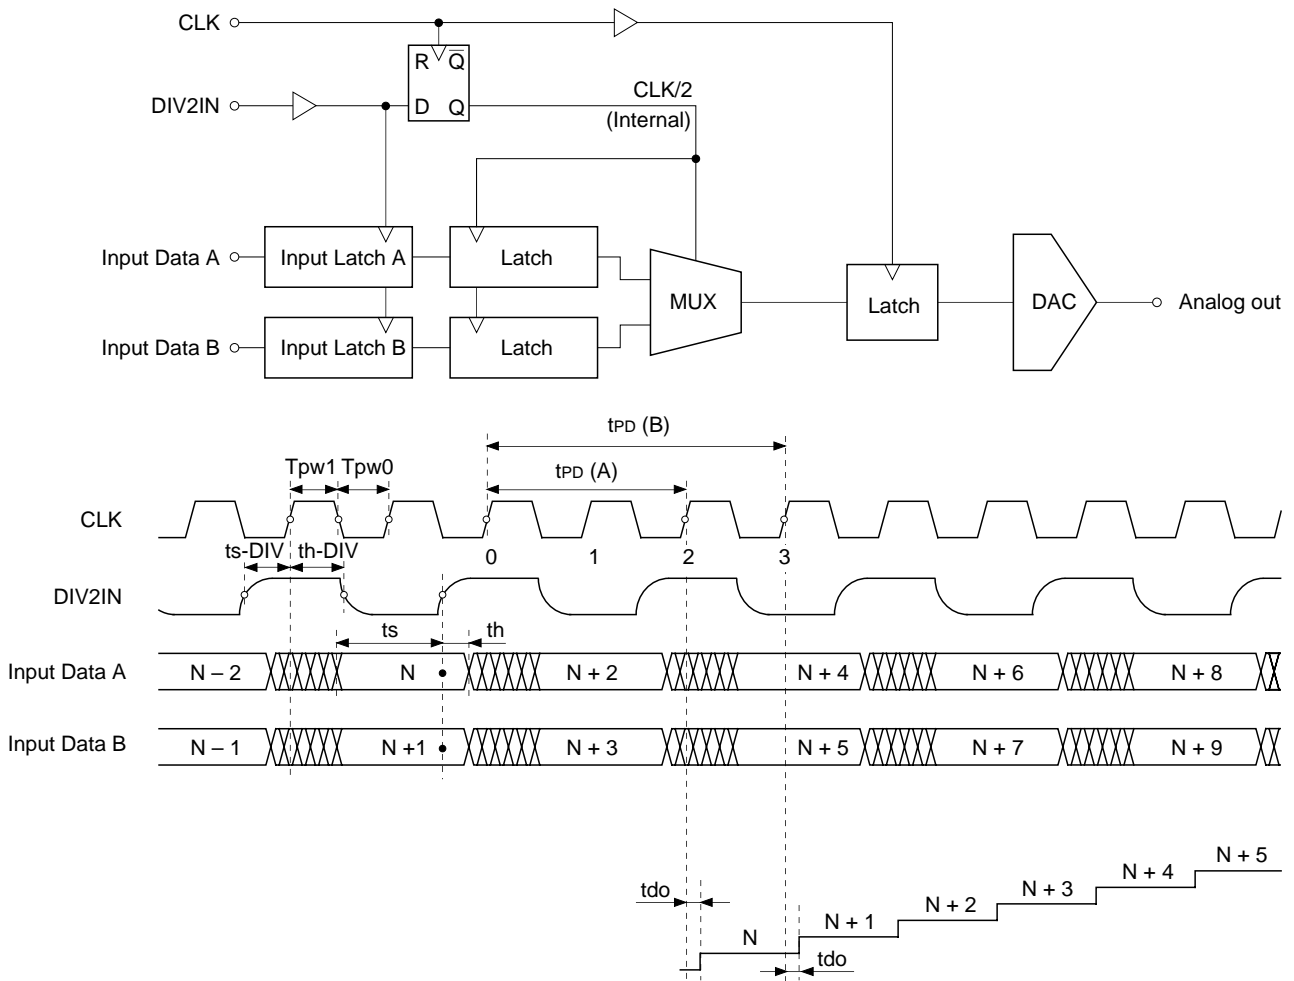 CLK
R Q
DIV2IN
D Q
CLK/2
(Internal)
Input Data A
Input Latch A
Latch
MUX
Latch
DAC
Analog out
Input Data B
Input Latch B
Latch
tPD (B)
Tpw1 Tpw0
tPD (A)
CLK
ts-DIV th-DIV
0 1 2 3
DIV2IN
ts th
Input Data A
N – 2 N N + 2 N + 4 N + 6 N + 8
Input Data B
N – 1 N +1 N + 3 N + 5 N + 7 N + 9
N + 5
N + 4
N + 3
tdo
N + 2
N + 1
N
tdo